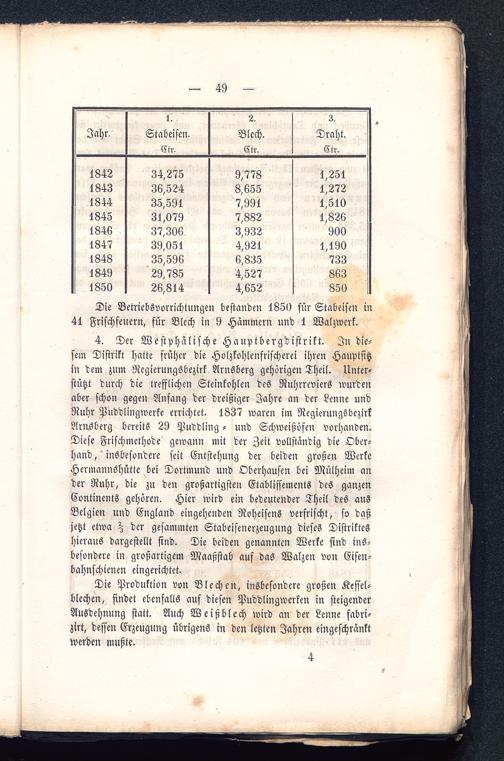 — 49 —
Jahr. 1. Stabeisen. Ctr. 2. Blech. Ctr. 3. Draht. Ctr.
1842 34,275 9,778 1,251
1843 36,524 8,655 1,272
1844 35,591 7,991 1,510
1845 31,079 7,882 1,826
1846 37,306 3,932 900
1847 39,051 4,921 1,190
1848 35,596 6,835 733
1849 29,785 4,527 863
1850 26,814 4,652 850
Die Betriebsvorrichtungen bestanden 1850 für Stabeisen in
41 Frischfeuern, für Blech in 9 Hämmern und 1 Walzwerk.
4. Der Westphälische Hauptbergdistrikt. In die-
sem Distrikt hatte früher die Holzkohlenfrischerei ihren Hauptsitz
in dem zum Regierungsbezirk Arnsberg gehörigen Theil. Unter-
stützt durch die trefflichen Steinkohlen des Ruhrreviers wurden
aber schon gegen Anfang der dreißiger Jahre an der Lenne und
Ruhr Puddlingwerke errichtet. 1837 waren im Regierungsbezirk
Arnsberg bereits 29 Puddling- und Schweißöfen vorhanden.
Diese Frischmethode gewann mit der Zeit vollständig die Ober-
hand, insbesondere seit Entstehung der beiden großen Werke
Hermannshütte bei Dortmund und Oberhausen bei Mülheim an
der Ruhr, die zu den großartigsten Etablissements des ganzen
Continents gehören. Hier wird ein bedeutender Theil des aus
Belgien und England eingehenden Roheisens verfrischt, so daß
jetzt etwa ⅔ der gesammten Stabeisenerzeugung dieses Distriktes
hieraus dargestellt sind. Die beiden genannten Werke sind ins-
besondere in großartigem Maaßstab auf das Walzen von Eisen-
bahnschienen eingerichtet.
Die Produktion von Blechen, insbesondere großen Kessel-
blechen, findet ebenfalls auf diesen Puddlingwerken in steigender
Ausdehnung statt. Auch Weißblech wird an der Lenne fabri-
zirt, dessen Erzeugung übrigens in den letzten Jahren eingeschränkt
werden mußte.
4